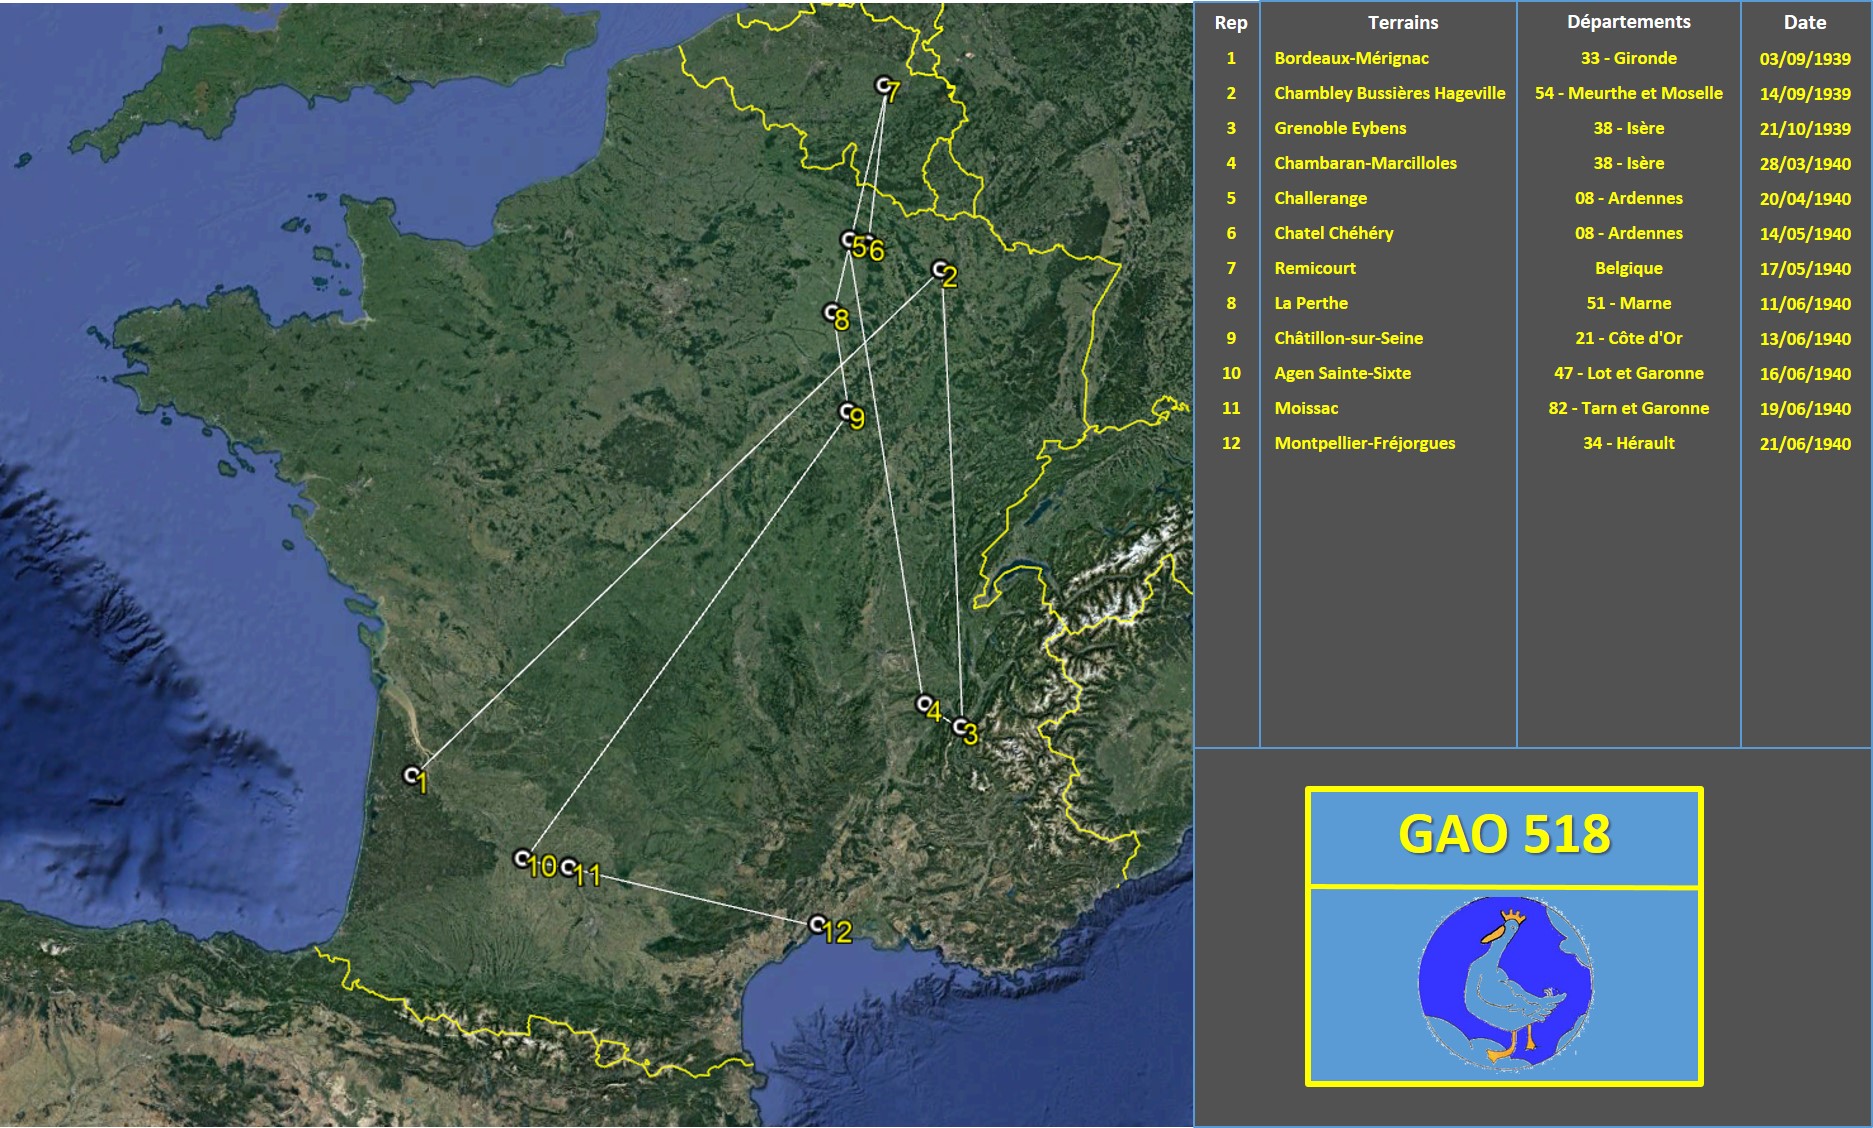 Rep Terrains Départements Date
1 Bordeaux-Mérignac 33 - Gironde 03/09/1939
2 Chambley Bussières Hageville 54 - Meurthe et Moselle 14/09/1939
3 Grenoble Eybens 38 - Isère 21/10/1939
4 Chambaran-Marcilloles 38 - Isère 28/03/1940
5 Challerange 08 - Ardennes 20/04/1940
6 Chatel Chéhéry 08 - Ardennes 14/05/1940
7 Remicourt Belgique 17/05/1940
8 La Perthe 51 - Marne 11/06/1940
9 Châtillon-sur-Seine 21 - Côte d'Or 13/06/1940
10 Agen Sainte-Sixte 47 - Lot et Garonne 16/06/1940
11 Moissac 82 - Tarn et Garonne 19/06/1940
12 Montpellier-Fréjorgues 34 - Hérault 21/06/1940
7
5 6
2
8
9
4
3
1
10 11
12
GAO 518